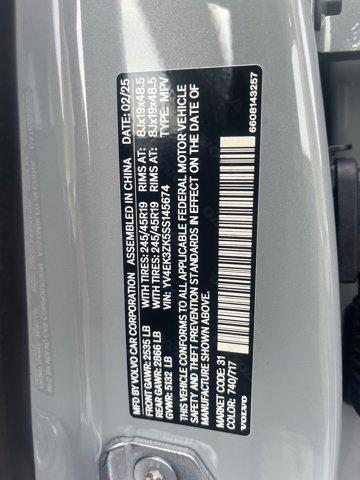 MFD BY VOLVO CAR CORPORATION ASSEMBLED IN CHINA DATE: 02/25
FRONT GAWR: 2535 LB WITH TIRES: 245/45R19 RIMS AT: 8Jx19x48.5
REAR GAWR: 2866 LB WITH TIRES: 245/45R19 RIMS AT: 8Jx19x48.5
GVWR: 5132 LB VIN: YV4EK3ZK5SS145674 TYPE: MPV
THIS VEHICLE CONFORMS TO ALL APPLICABLE FEDERAL MOTOR VEHICLE
SAFETY AND THEFT PREVENTION STANDARDS IN EFFECT ON THE DATE OF
MANUFACTURE SHOWN ABOVE.
MARKET CODE: 31
COLOR: 740/717
VOLVO 6608143257